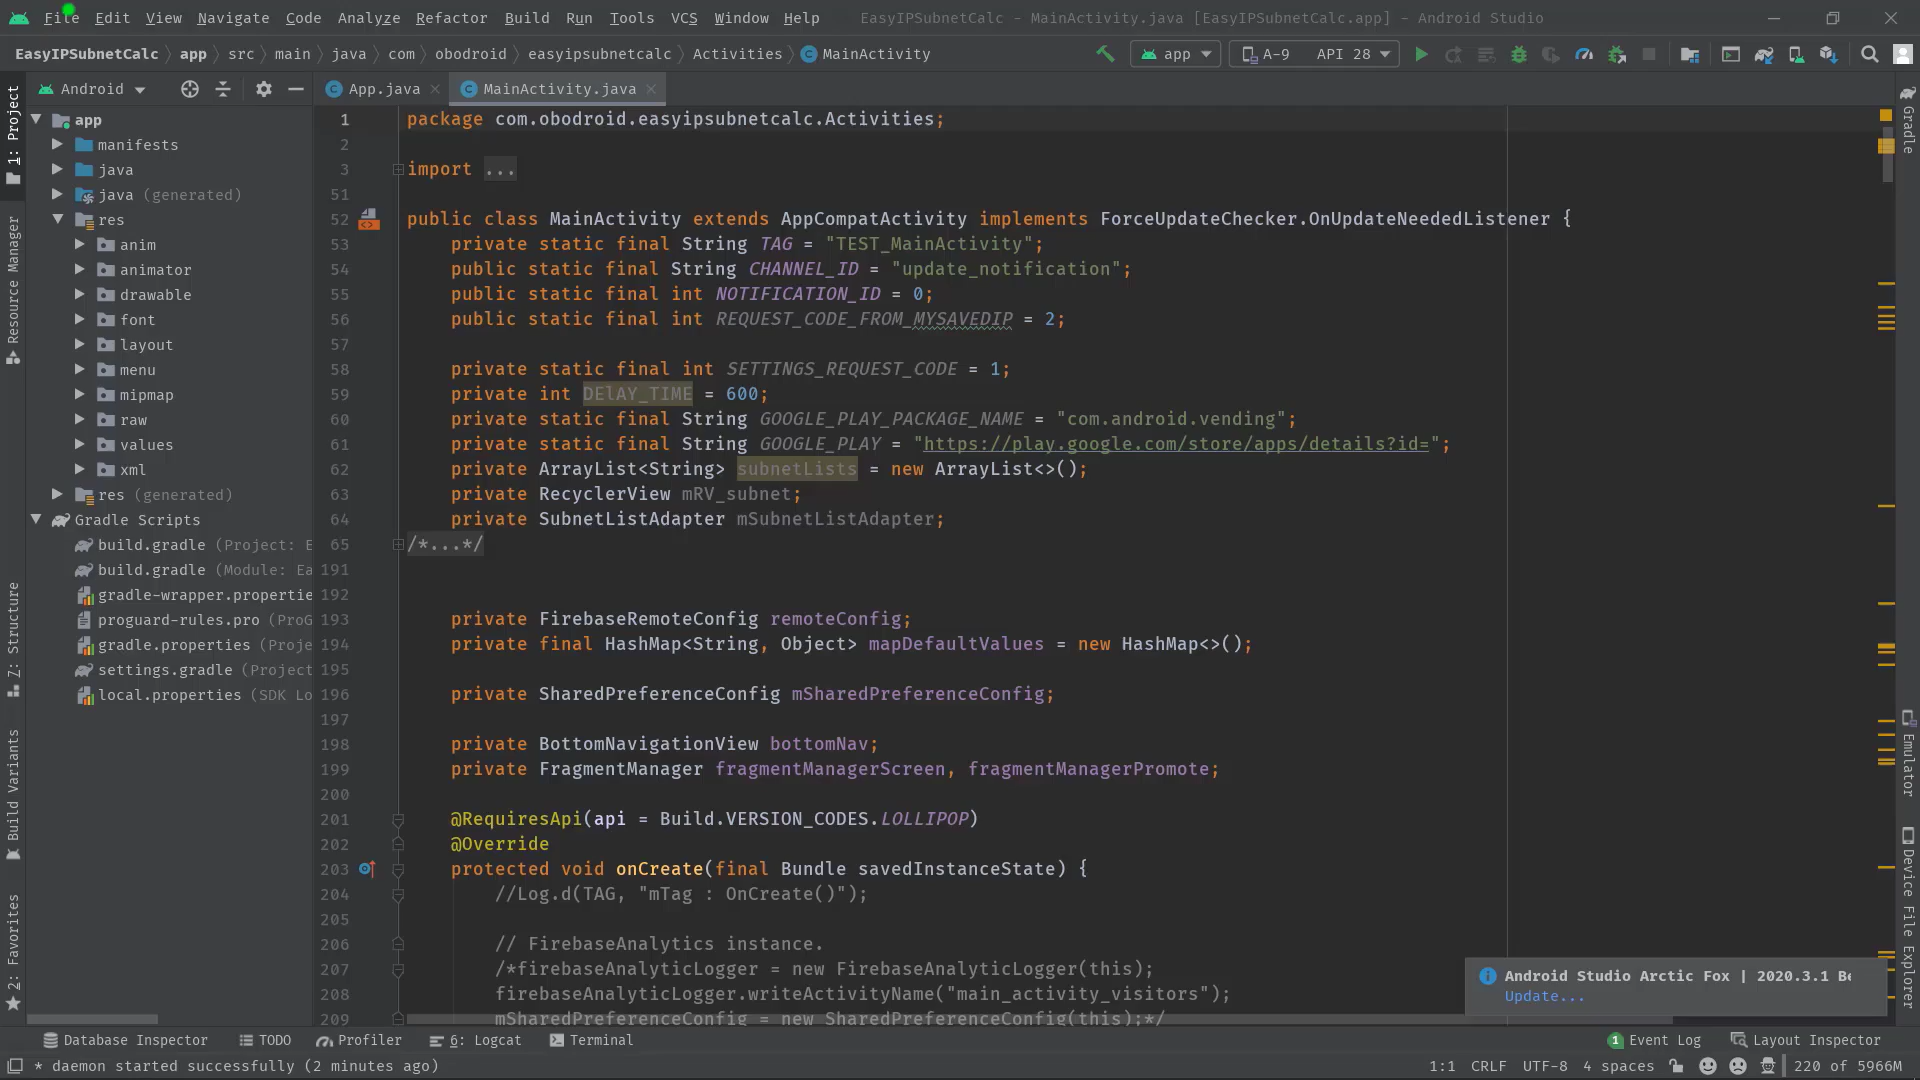 File Edit View Navigate Code Analyze Refactor Build Run Tools VCS Window Help EasyIPSubnetCalc - MainActivity.java [EasyIPSubnetCalc.app] - Android Studio
EasyIPSubnetCalc app src main java com obodroid easyipsubnetcalc Activities MainActivity app A-9 API 28
Android App.java MainActivity.java
1: Project
Resource Manager
Z: Structure
Build Variants
2: Favorites
app
manifests
java
java (generated)
res
anim
animator
drawable
font
layout
menu
mipmap
raw
values
xml
res (generated)
Gradle Scripts
build.gradle (Project: E
build.gradle (Module: Ea
gradle-wrapper.propertie
proguard-rules.pro (ProG
gradle.properties (Projec
settings.gradle (Project
local.properties (SDK Lo
1 package com.obodroid.easyipsubnetcalc.Activities;
2
3 import ...
51
52 public class MainActivity extends AppCompatActivity implements ForceUpdateChecker.OnUpdateNeededListener {
53 private static final String TAG = "TEST_MainActivity";
54 public static final String CHANNEL_ID = "update_notification";
55 public static final int NOTIFICATION_ID = 0;
56 public static final int REQUEST_CODE_FROM_MYSAVEDIP = 2;
57
58 private static final int SETTINGS_REQUEST_CODE = 1;
59 private int DElAY_TIME = 600;
60 private static final String GOOGLE_PLAY_PACKAGE_NAME = "com.android.vending";
61 private static final String GOOGLE_PLAY = "https://play.google.com/store/apps/details?id=";
62 private ArrayList<String> subnetLists = new ArrayList<>();
63 private RecyclerView mRV_subnet;
64 private SubnetListAdapter mSubnetListAdapter;
65 /*...*/
191
192
193 private FirebaseRemoteConfig remoteConfig;
194 private final HashMap<String, Object> mapDefaultValues = new HashMap<>();
195
196 private SharedPreferenceConfig mSharedPreferenceConfig;
197
198 private BottomNavigationView bottomNav;
199 private FragmentManager fragmentManagerScreen, fragmentManagerPromote;
200
201 @RequiresApi(api = Build.VERSION_CODES.LOLLIPOP)
202 @Override
203 protected void onCreate(final Bundle savedInstanceState) {
204 //Log.d(TAG, "mTag : OnCreate()");
205
206 // FirebaseAnalytics instance.
207 /*firebaseAnalyticLogger = new FirebaseAnalyticLogger(this);
208 firebaseAnalyticLogger.writeActivityName("main_activity_visitors");
209 mSharedPreferenceConfig = new SharedPreferenceConfig(this);*/
Gradle
Emulator
Device File Explorer
Android Studio Arctic Fox | 2020.3.1 Be
Update...
Database Inspector TODO Profiler 6: Logcat Terminal 1 Event Log Layout Inspector
* daemon started successfully (2 minutes ago) 1:1 CRLF UTF-8 4 spaces 220 of 5966M